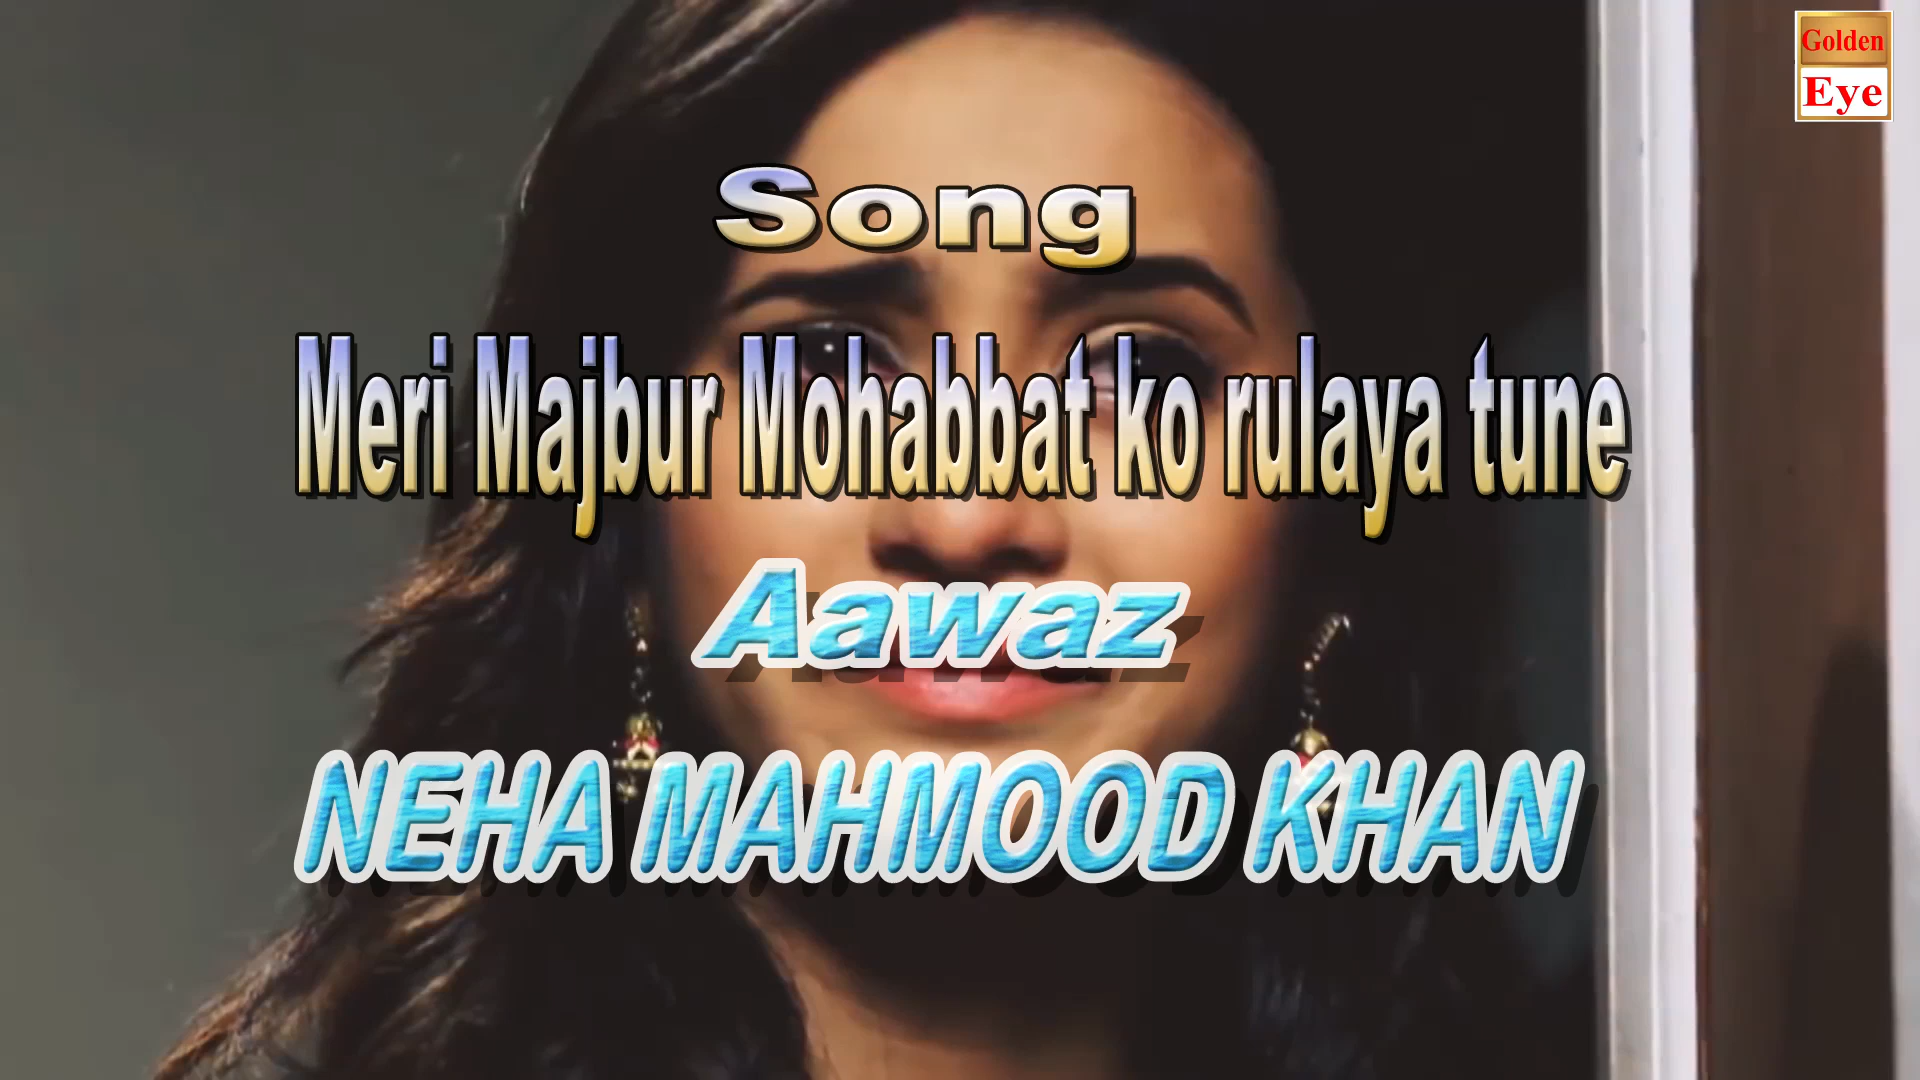 Golden
Eye
Song
Meri Majbur Mohabbat ko rulaya tune
Aawaz
NEHA MAHMOOD KHAN